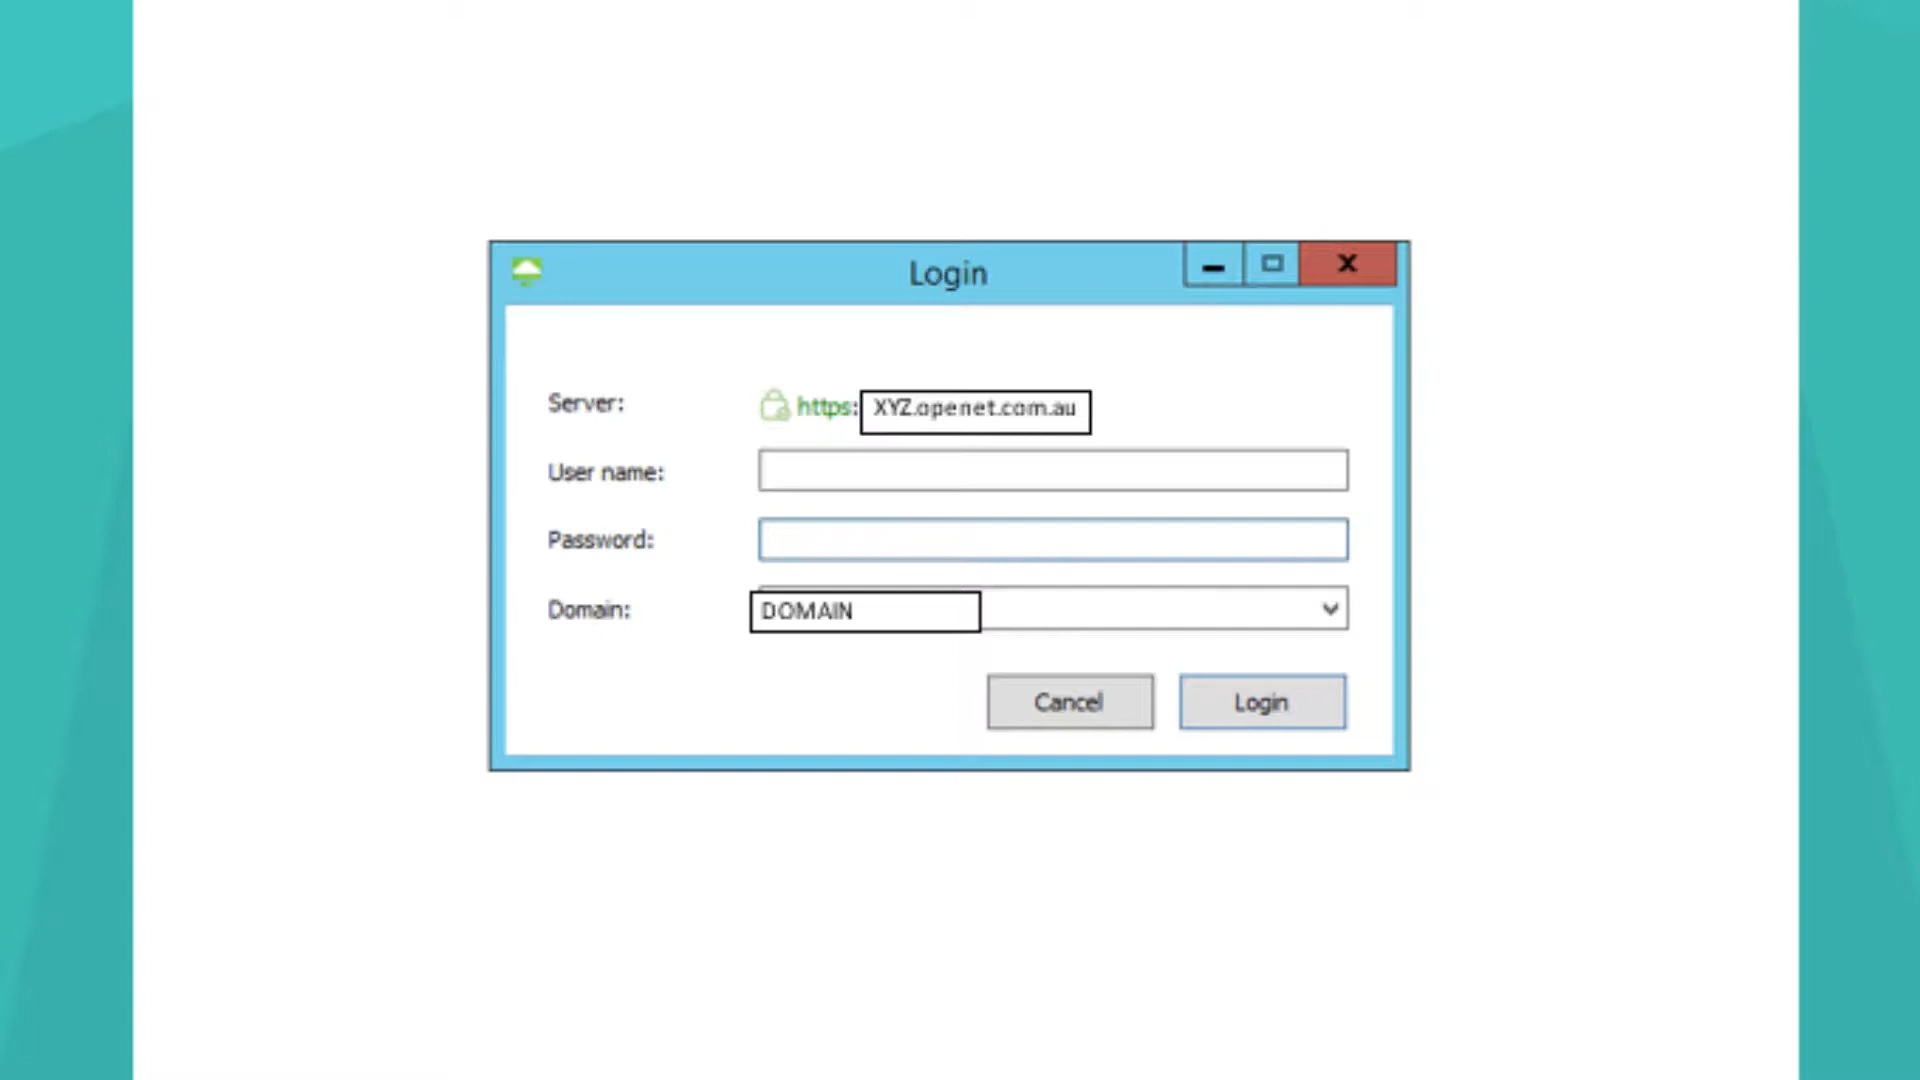 Login
X
Server: https: XYZ.openet.com.au
User name:
Password:
Domain: DOMAIN
Cancel Login